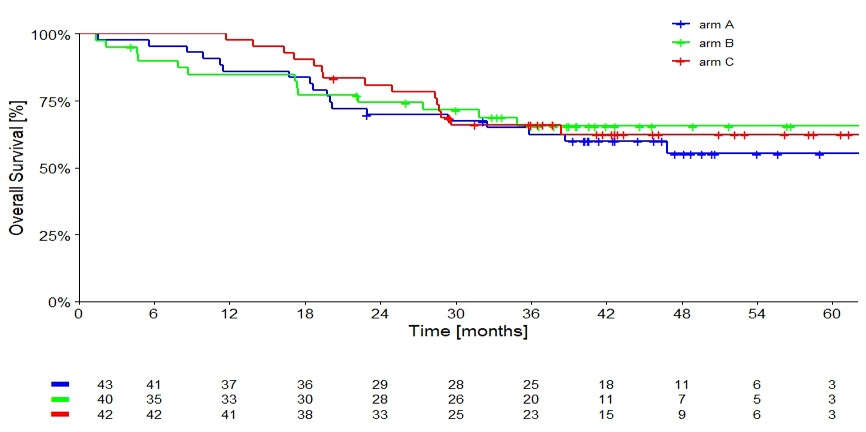 arm A
arm B
arm C
100%
75%
50%
25%
0%
Overall Survival [%]
0 6 12 18 24 30 36 42 48 54 60
Time [months]
43 41 37 36 29 28 25 18 11 6 3
40 35 33 30 28 26 20 11 7 5 3
42 42 41 38 33 25 23 15 9 6 3